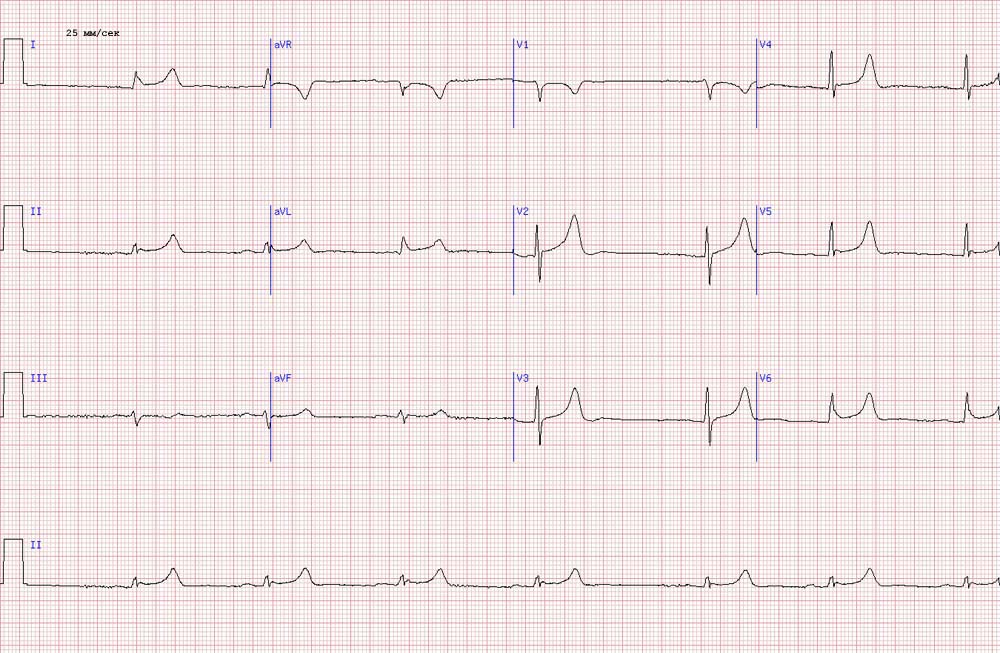 25 мм/сек
I aVR V1 V4
II aVL V2 V5
III aVF V3 V6
II